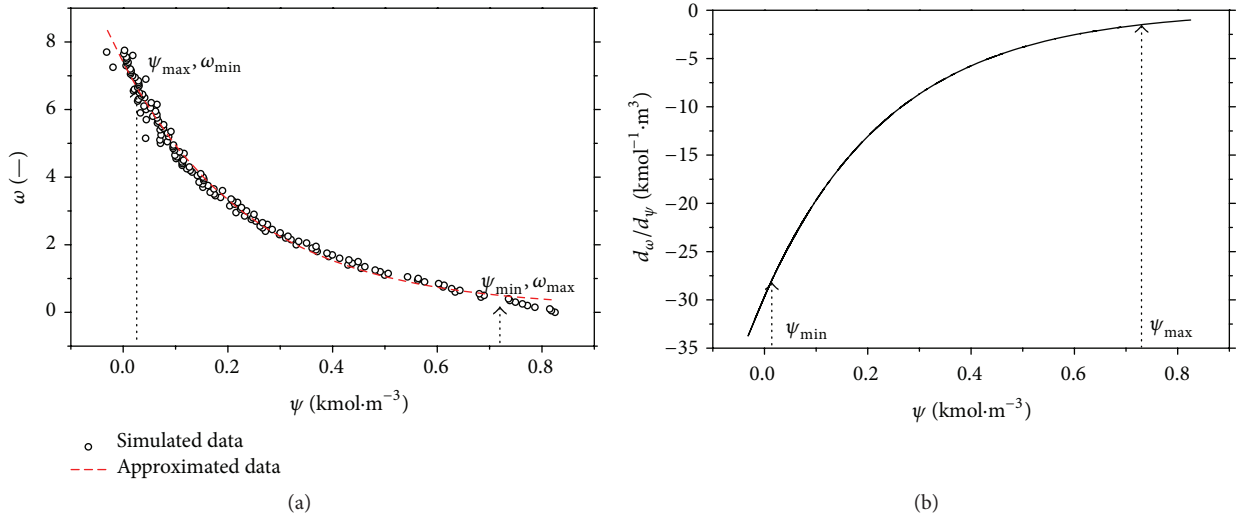 8
6
4
2
0
ω (—)
ψmax, ωmin
ψmin, ωmax
0.0 0.2 0.4 0.6 0.8
ψ (kmol·m−3)
Simulated data
Approximated data
(a)
0
−5
−10
−15
−20
−25
−30
−35
dω/dψ (kmol−1·m3)
ψmin
ψmax
0.0 0.2 0.4 0.6 0.8
ψ (kmol·m−3)
(b)